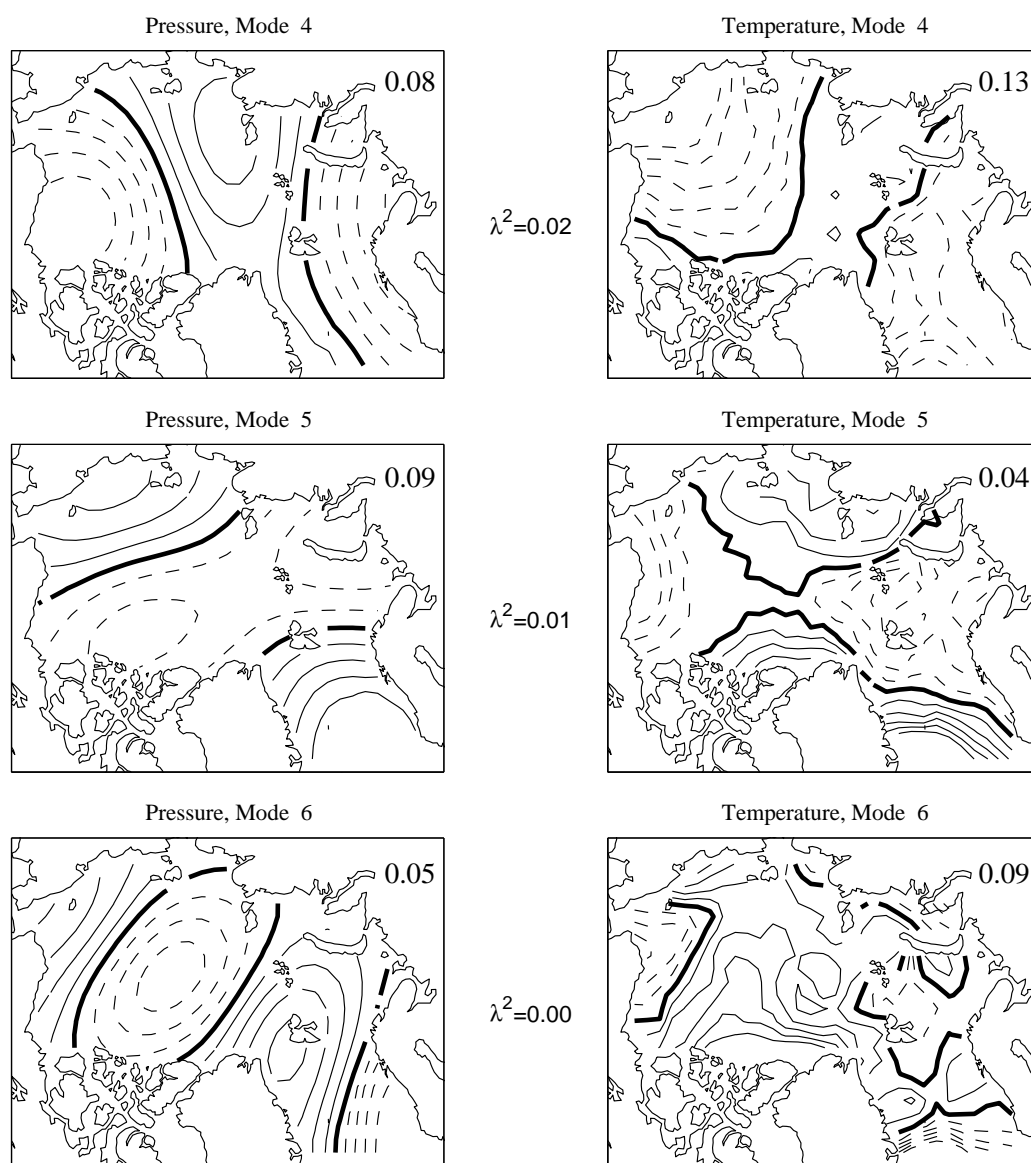 Pressure, Mode 4
Temperature, Mode 4
0.08
0.13
λ²=0.02
Pressure, Mode 5
Temperature, Mode 5
0.09
0.04
λ²=0.01
Pressure, Mode 6
Temperature, Mode 6
0.05
0.09
λ²=0.00